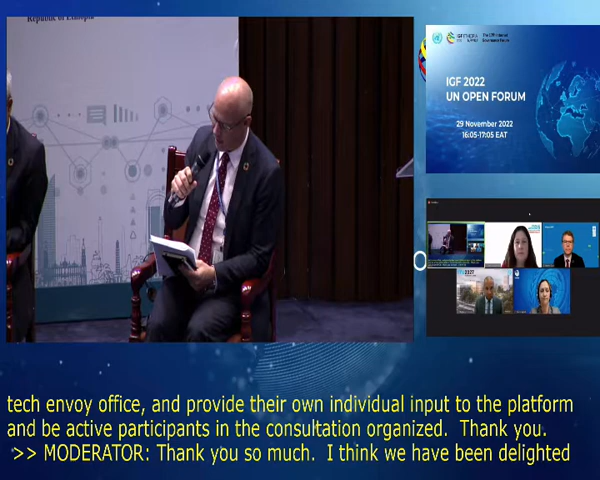 Republic of Ethiopia
IGF 2022
UN OPEN FORUM
29 November 2022
16:05-17:05 EAT
tech envoy office, and provide their own individual input to the platform
and be active participants in the consultation organized. Thank you.
>> MODERATOR: Thank you so much. I think we have been delighted